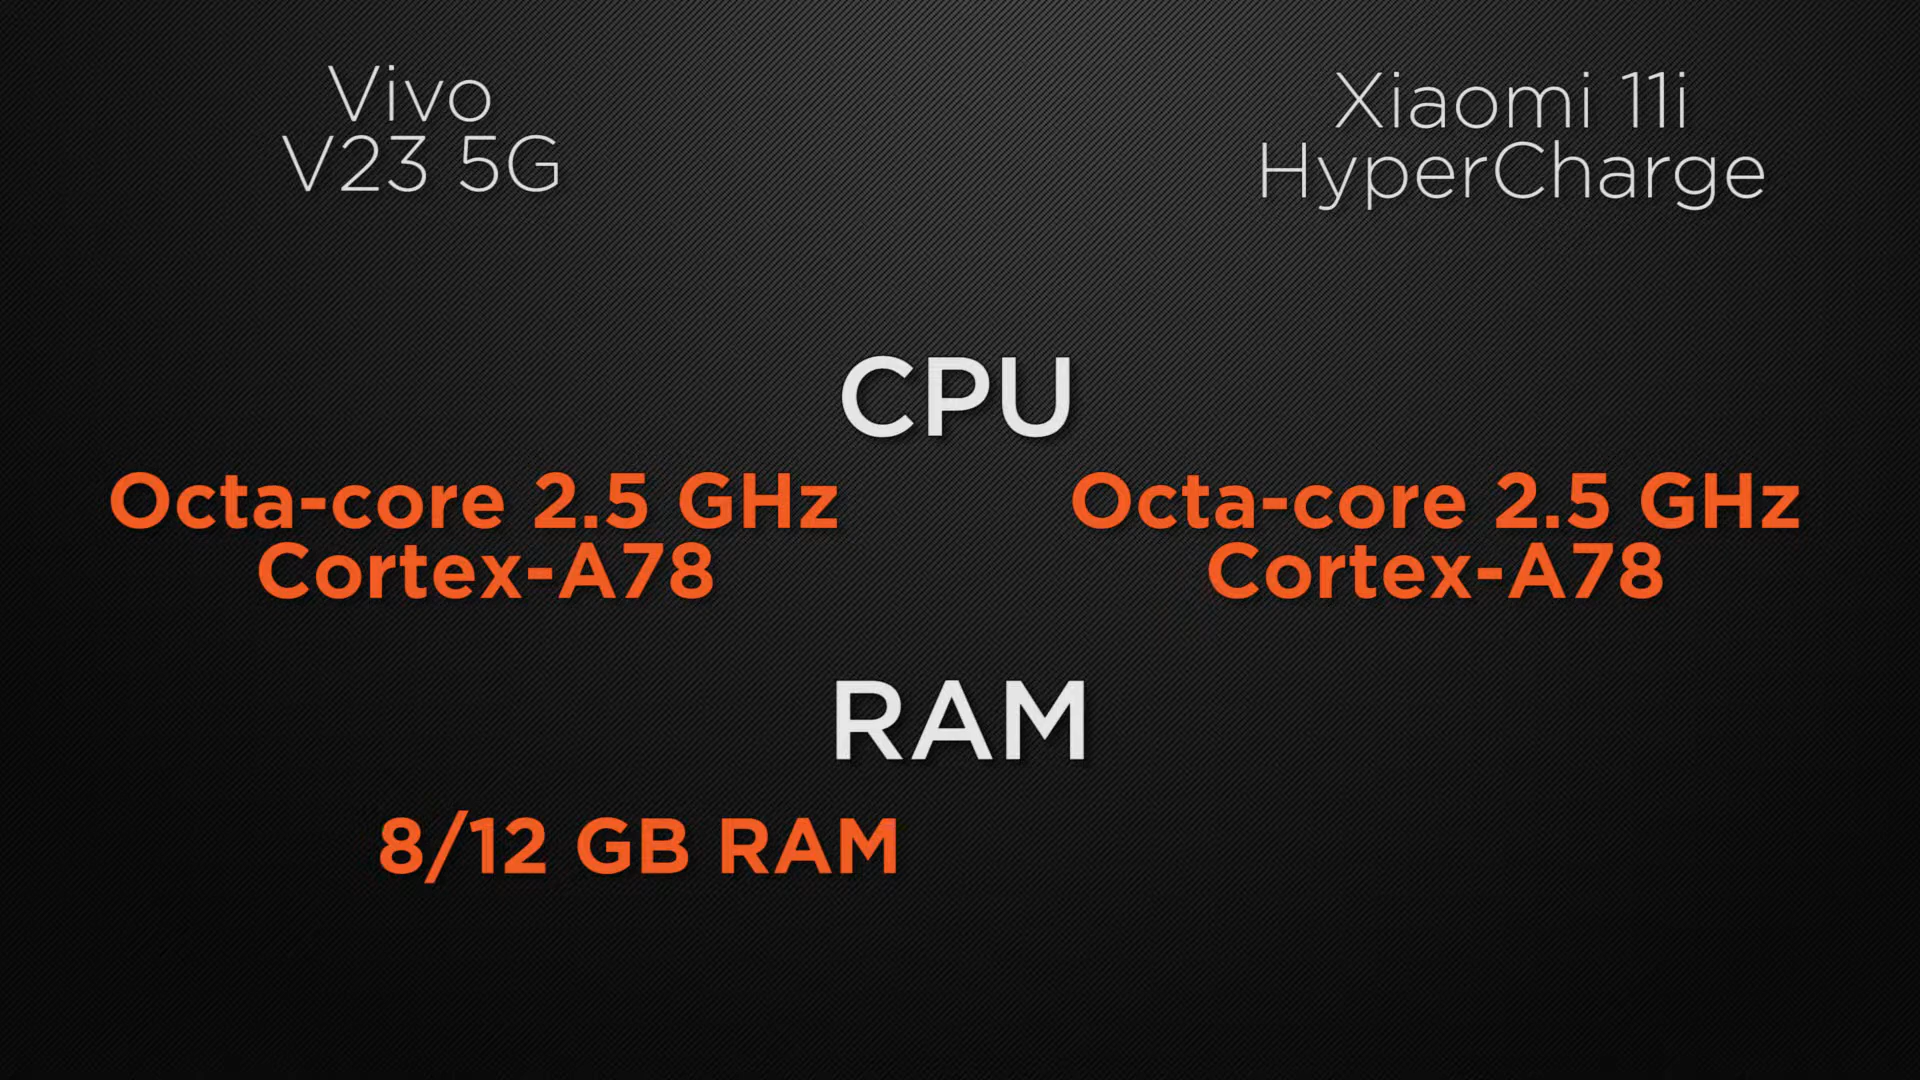 Vivo
V23 5G
Xiaomi 11i
HyperCharge
CPU
Octa-core 2.5 GHz
Cortex-A78
Octa-core 2.5 GHz
Cortex-A78
RAM
8/12 GB RAM